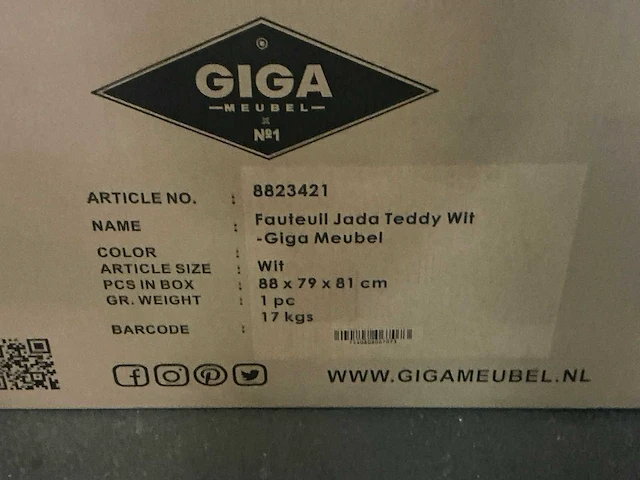 GIGA
—MEUBEL—
Nº1
ARTICLE NO. : 8823421
NAME : Fauteuil Jada Teddy Wit
-Giga Meubel
COLOR :
ARTICLE SIZE : Wit
PCS IN BOX : 88 x 79 x 81 cm
GR. WEIGHT : 1 pc
17 kgs
BARCODE :
WWW.GIGAMEUBEL.NL